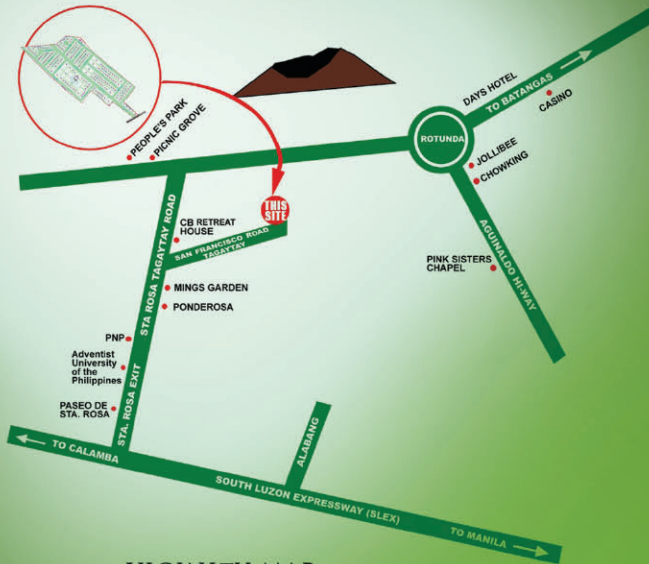 DAYS HOTEL
TO BATANGAS
CASINO
ROTUNDA
PEOPLE'S PARK
PICNIC GROVE
JOLLIBEE
CHOWKING
THIS
SITE
CB RETREAT
HOUSE
SAN FRANCISCO ROAD
TAGAYTAY
STA ROSA TAGAYTAY ROAD
AGUINALDO HI-WAY
PINK SISTERS
CHAPEL
MINGS GARDEN
PONDEROSA
PNP
Adventist
University
of the
Philippines
PASEO DE
STA. ROSA
STA. ROSA EXIT
ALABANG
TO CALAMBA
SOUTH LUZON EXPRESSWAY (SLEX)
TO MANILA